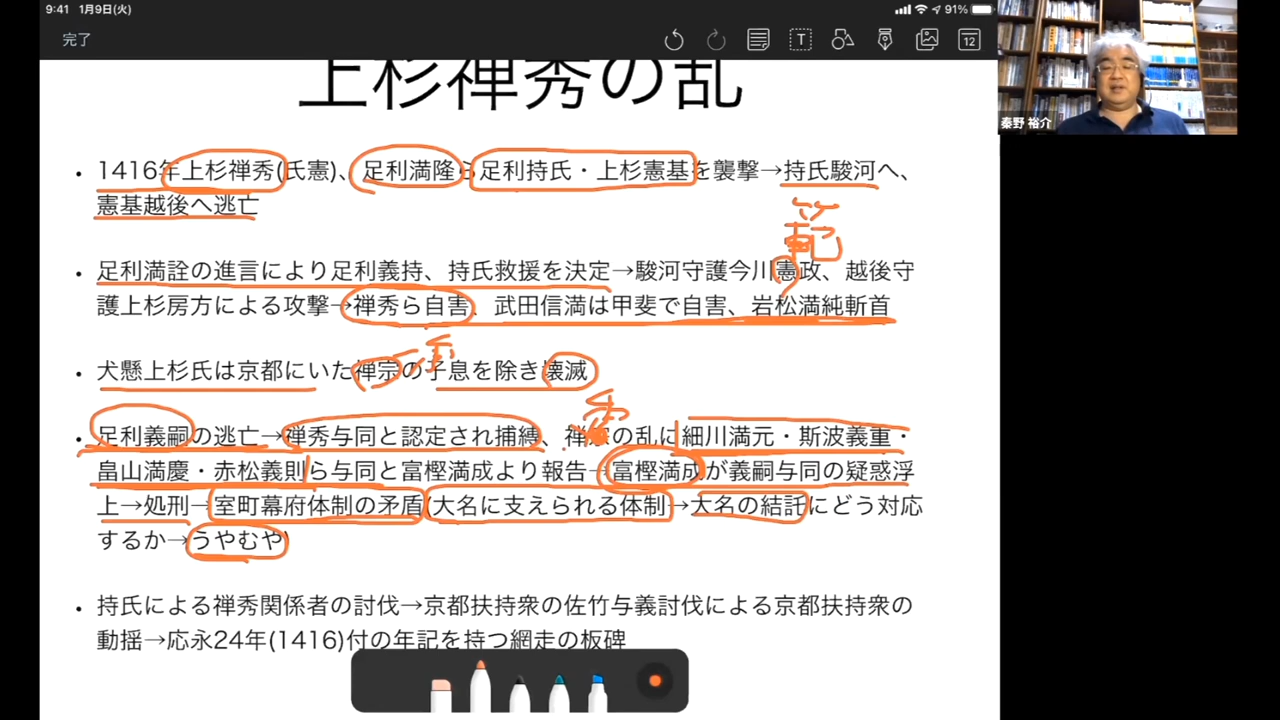 9:41 1月9日(火)
91%
完了
T
12
上杉禅秀の乱
秦野 裕介
• 1416年上杉禅秀(氏憲)、足利満隆ら足利持氏・上杉憲基を襲撃→持氏駿河へ、
憲基越後へ逃亡
範
• 足利満詮の進言により足利義持、持氏救援を決定→駿河守護今川憲政、越後守
護上杉房方による攻撃→禅秀ら自害、武田信満は甲斐で自害、岩松満純斬首
秀
• 犬懸上杉氏は京都にいた禅宗の子息を除き壊滅
秀
• 足利義嗣の逃亡→禅秀与同と認定され捕縛、禅宗の乱に細川満元・斯波義重・
畠山満慶・赤松義則ら与同と富樫満成より報告→富樫満成が義嗣与同の疑惑浮
上→処刑→室町幕府体制の矛盾(大名に支えられる体制→大名の結託にどう対応
するか→うやむや)
• 持氏による禅秀関係者の討伐→京都扶持衆の佐竹与義討伐による京都扶持衆の
動揺→応永24年(1416)付の年記を持つ網走の板碑